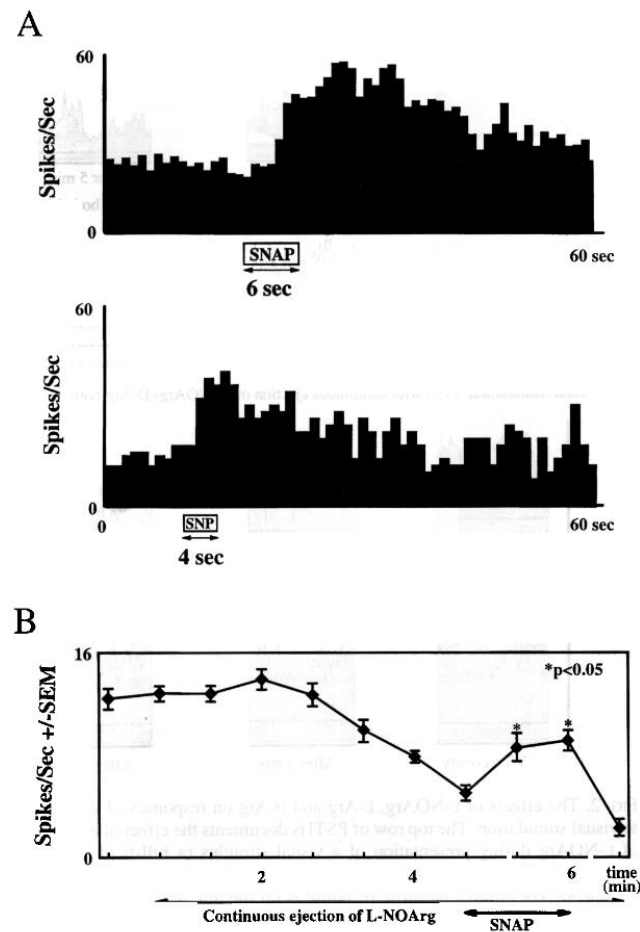 A
60
Spikes/Sec
0
SNAP
60 sec
6 sec
60
Spikes/Sec
0
SNP
60 sec
4 sec
B
16
*p<0.05
Spikes/Sec +/-SEM
* *
0
2 4 6 time
(min)
Continuous ejection of L-NOArg
SNAP